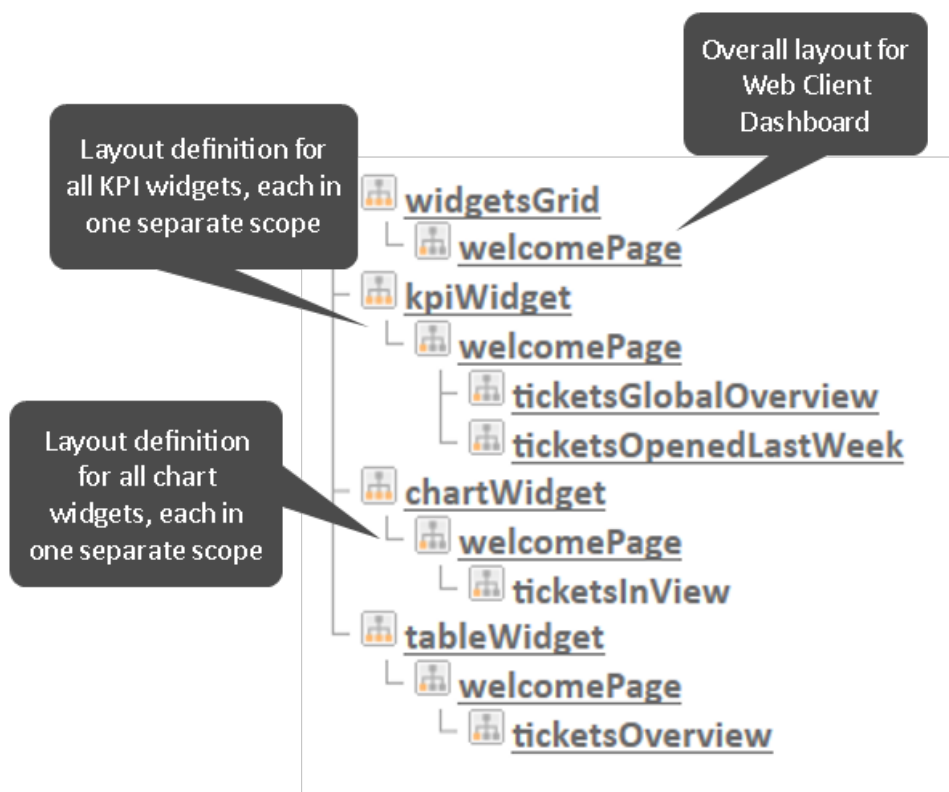 Overall layout for
Web Client
Dashboard
Layout definition for
all KPI widgets, each in
one separate scope
widgetsGrid
welcomePage
kpiWidget
welcomePage
ticketsGlobalOverview
ticketsOpenedLastWeek
Layout definition
for all chart
widgets, each in
one separate scope
chartWidget
welcomePage
ticketsInView
tableWidget
welcomePage
ticketsOverview